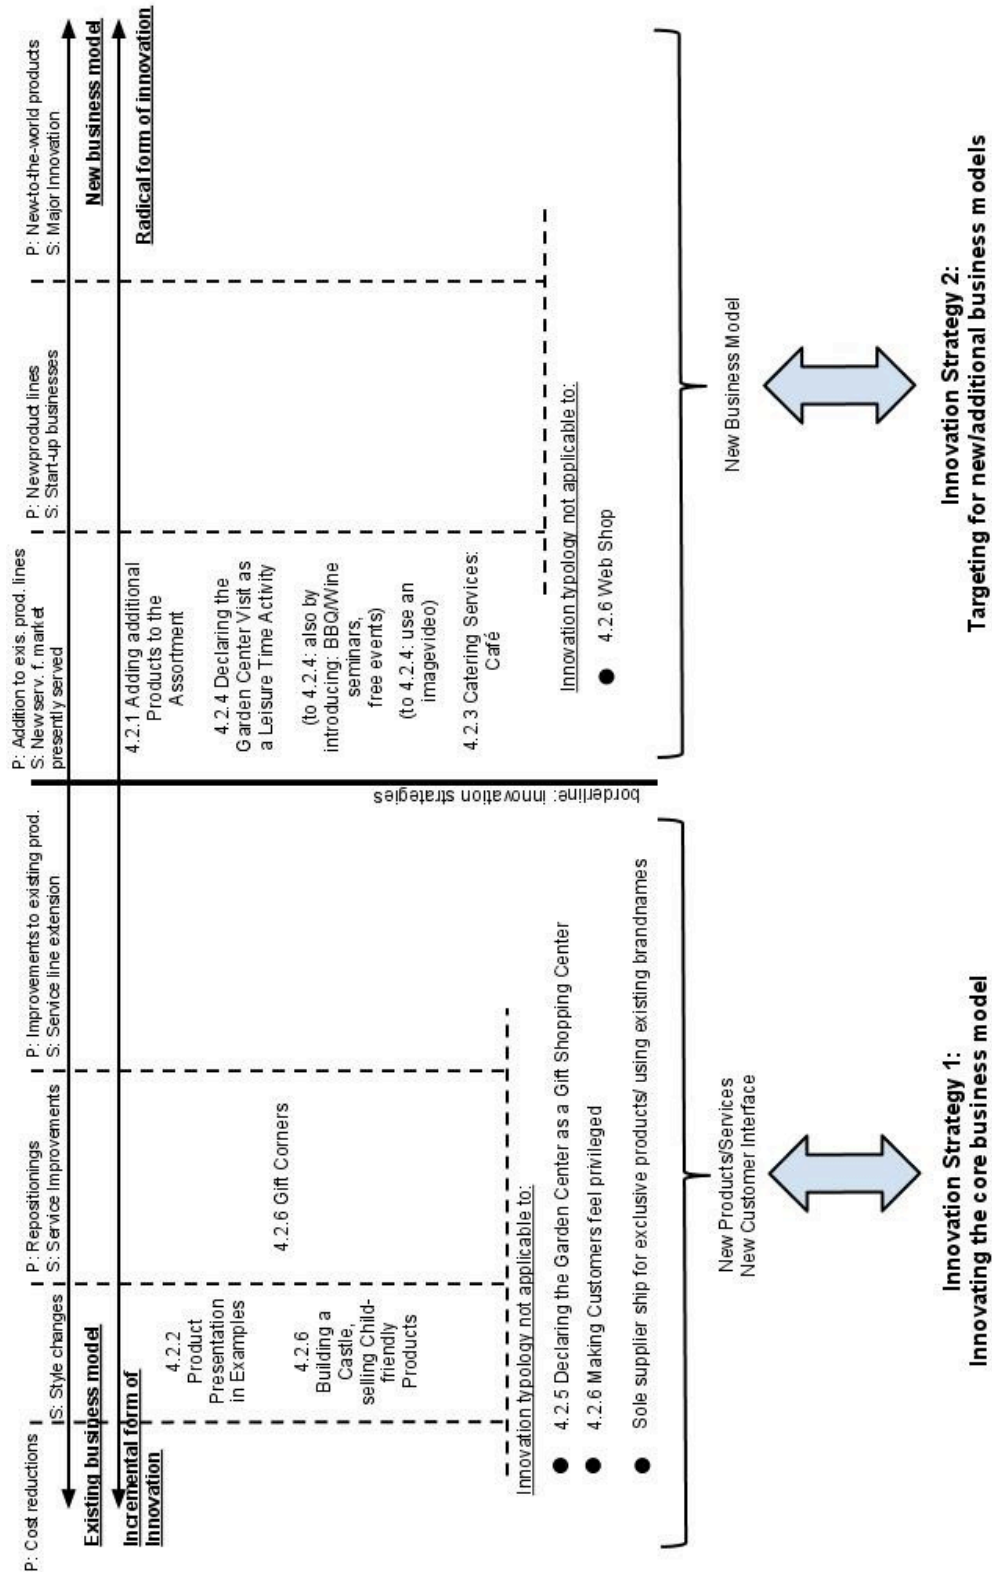 P: Cost reductions
S: Style changes
P: Repositionings
S: Service Improvements
P: Improvements to existing prod.
S: Service line extension
P: Addition to exis. prod. lines
S: New serv. f. market
presently served
P: Newproduct lines
S: Start-up businesses
P: New-to-the-world products
S: Major Innovation
Existing business model
New business model
Incremental form of
Innovation
Radical form of innovation
4.2.2
Product
Presentation
in Examples
4.2.6
Building a
Castle,
selling Child-
friendly
Products
4.2.6 Gift Corners
borderline: innovation strategies
4.2.1 Adding additional
Products to the
Assortment
4.2.4 Declaring the
Garden Center Visit as
a Leisure Time Activity
(to 4.2.4: also by
introducing: BBQ/Wine
seminars,
free events)
(to 4.2.4: use an
imagevideo)
4.2.3 Catering Services:
Café
Innovation typology not applicable to:
● 4.2.5 Declaring the Garden Center as a Gift Shopping Center
● 4.2.6 Making Customers feel privileged
● Sole supplier ship for exclusive products/ using existing brandnames
Innovation typology not applicable to:
● 4.2.6 Web Shop
New Products/Services
New Customer Interface
New Business Model
Innovation Strategy 1:
Innovating the core business model
Innovation Strategy 2:
Targeting for new/additional business models